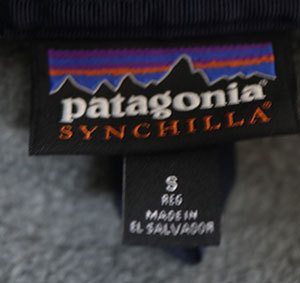 patagonia®
SYNCHILLA®
S
REG
MADE IN
EL SALVADOR